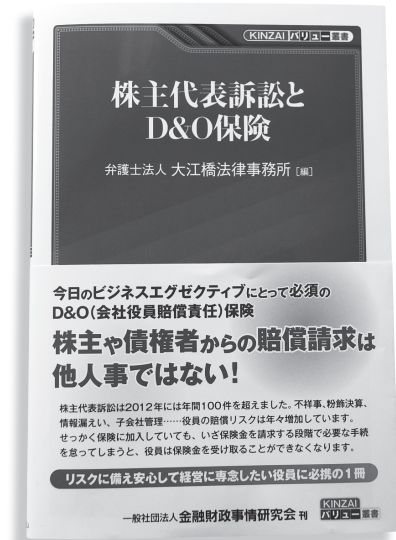 KINZAI バリュー叢書
株主代表訴訟と
D&O保険
弁護士法人 大江橋法律事務所[編]
今日のビジネスエグゼクティブにとって必須の
D&O(会社役員賠償責任)保険
株主や債権者からの賠償請求は
他人事ではない!
株主代表訴訟は2012年には年間100件を超えました。不祥事、粉飾決算、
情報漏えい、子会社管理……役員の賠償リスクは年々増加しています。
せっかく保険に加入していても、いざ保険金を請求する段階で必要な手続
を怠ってしまうと、役員は保険金を受け取ることができなくなります。
リスクに備え安心して経営に専念したい役員に必携の1冊
一般社団法人 金融財政事情研究会 刊
KINZAI
バリュー叢書